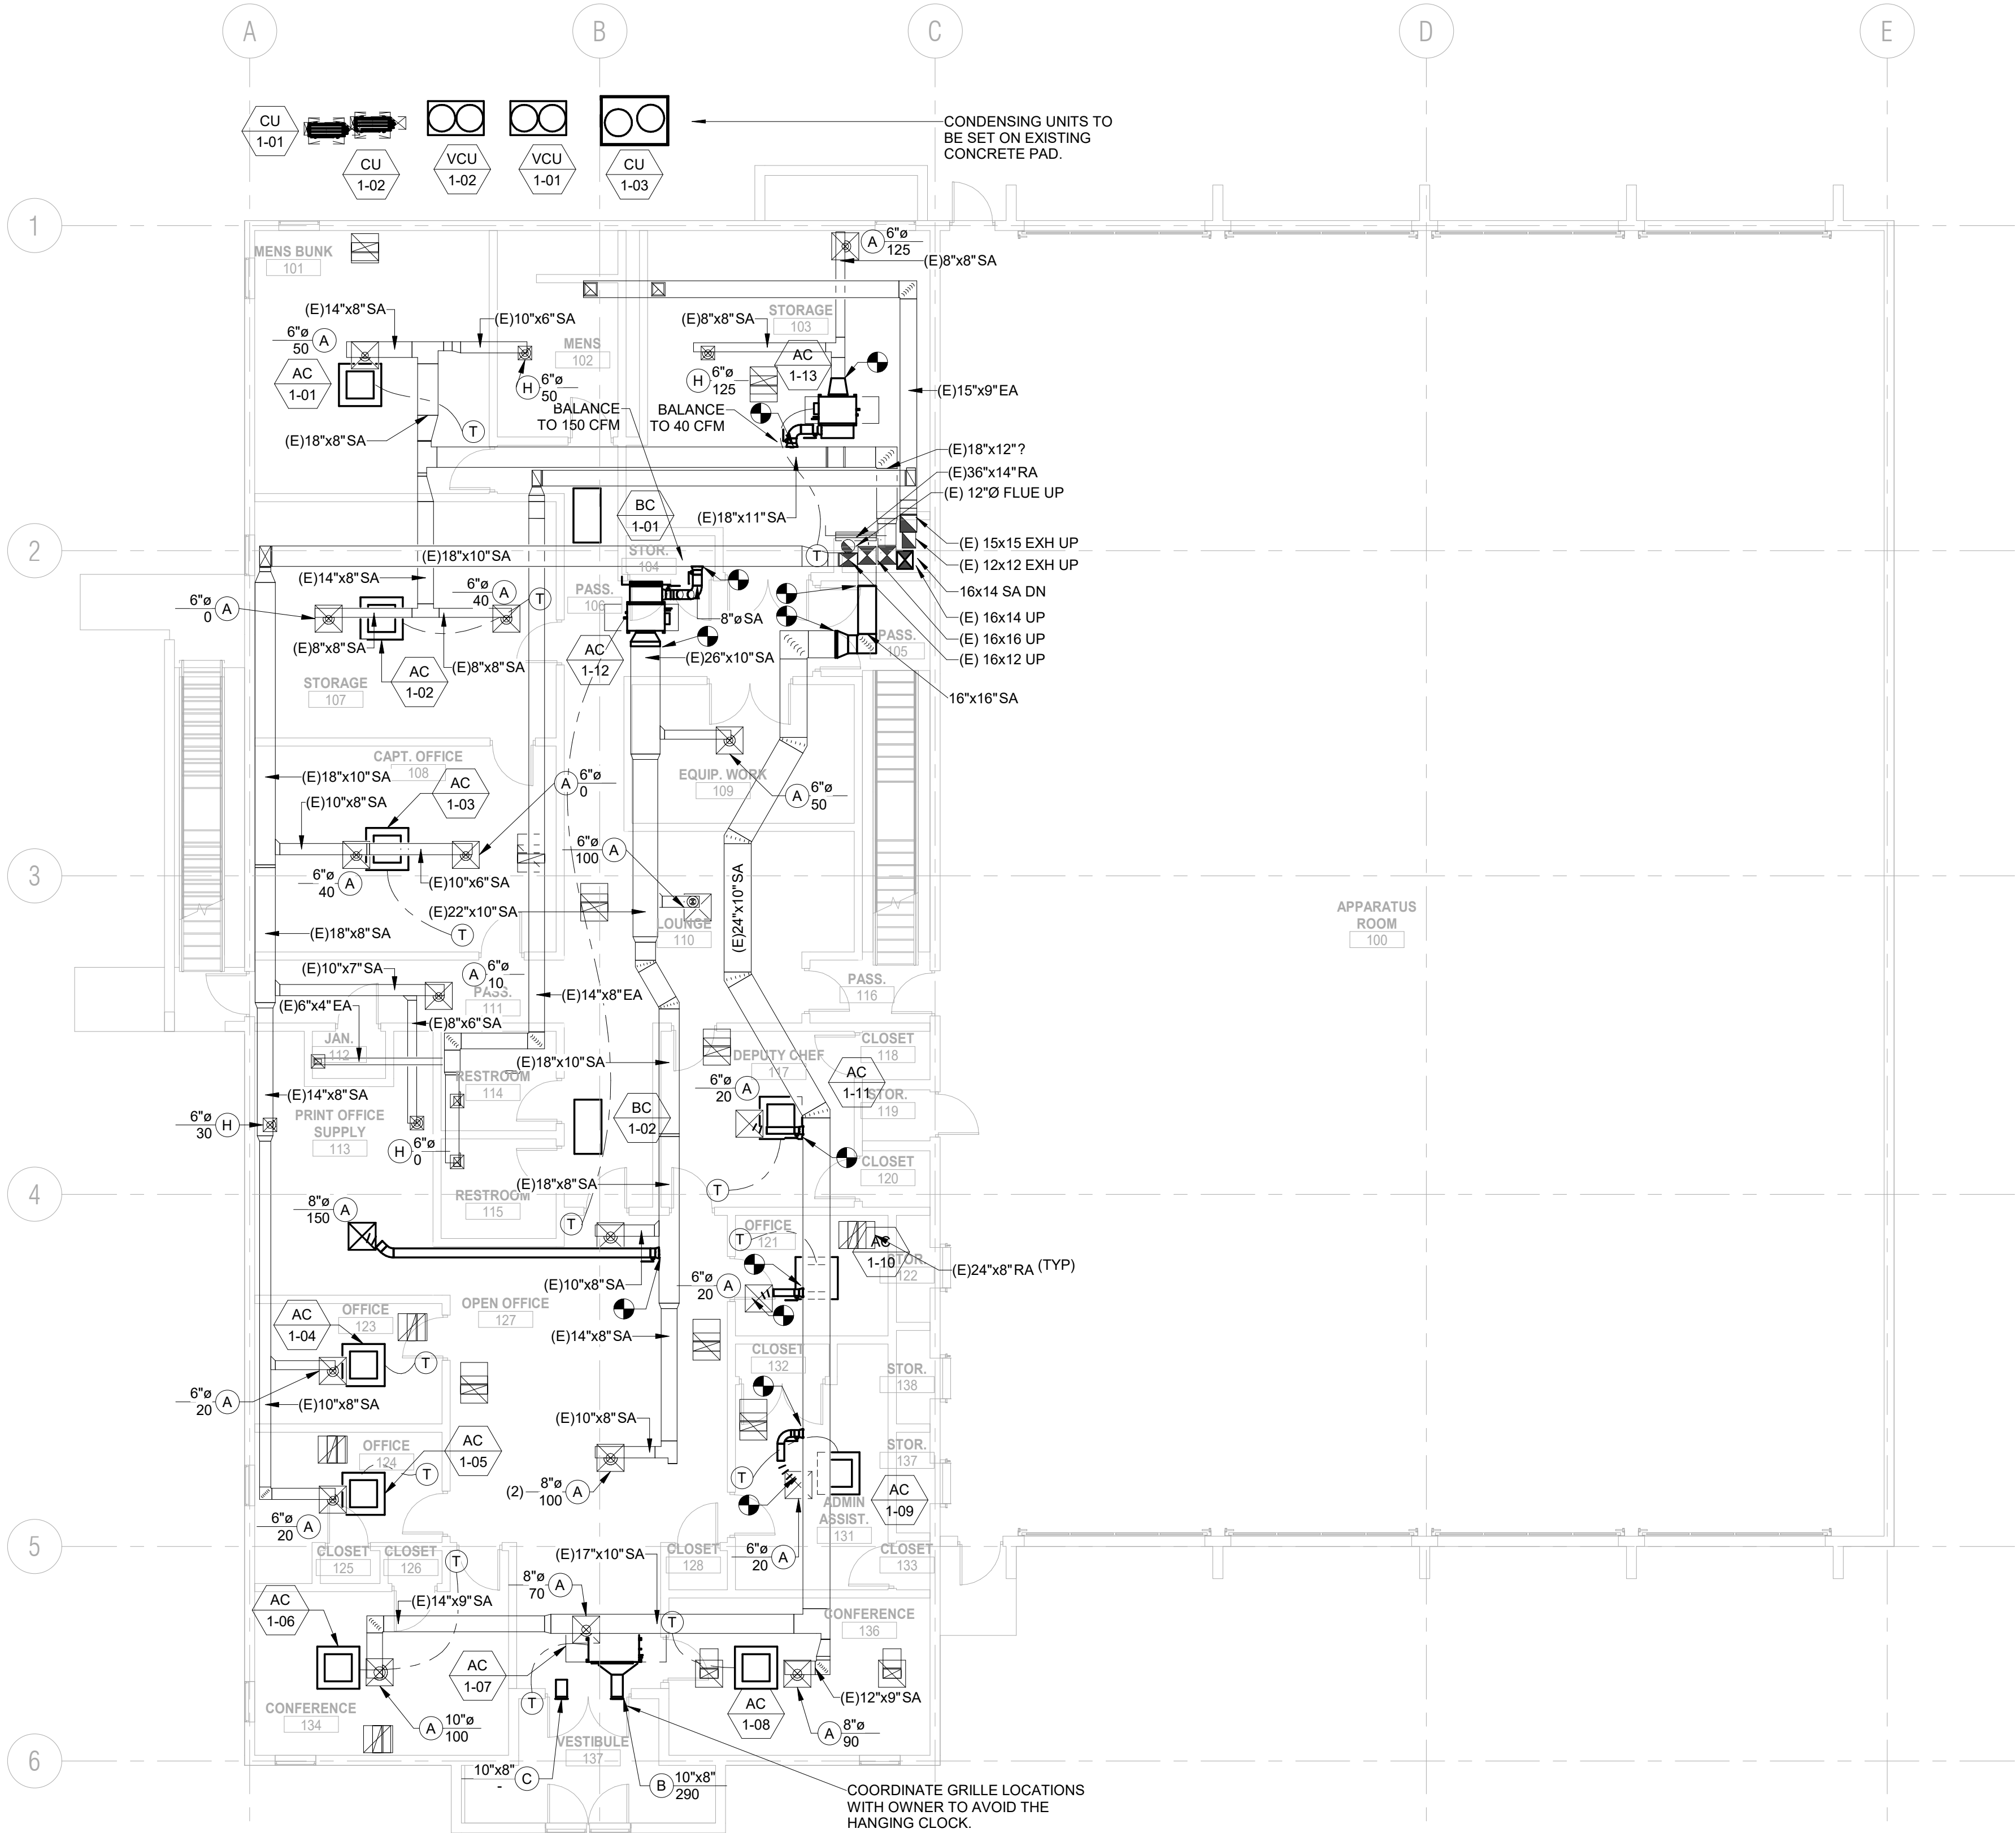 A
B
C
D
E
CU
1-01
CU
1-02
VCU
1-02
VCU
1-01
CU
1-03
CONDENSING UNITS TO
BE SET ON EXISTING
CONCRETE PAD.
1
MENS BUNK
101
A
6"ø
125
(E)8"x8"SA
(E)14"x8"SA
(E)10"x6"SA
(E)8"x8"SA
STORAGE
103
6"ø
50
A
MENS
102
AC
1-13
AC
1-01
H
6"ø
50
H
6"ø
125
(E)15"x9"EA
BALANCE
TO 150 CFM
BALANCE
TO 40 CFM
(E)18"x8"SA
T
(E)18"x12"?
(E)36"x14"RA
(E) 12"Ø FLUE UP
BC
1-01
(E)18"x11"SA
2
(E)18"x10"SA
STOR.
104
T
(E) 15x15 EXH UP
(E) 12x12 EXH UP
16x14 SA DN
(E) 16x14 UP
(E) 16x16 UP
(E) 16x12 UP
(E)14"x8"SA
6"ø
0
A
6"ø
40
A
T
PASS.
106
8"øSA
PASS.
105
(E)8"x8"SA
(E)8"x8"SA
AC
1-02
AC
1-12
(E)26"x10"SA
STORAGE
107
16"x16"SA
CAPT. OFFICE
108
(E)18"x10"SA
AC
1-03
A
6"ø
0
EQUIP. WORK
109
A
6"ø
50
(E)10"x8"SA
6"ø
100
A
3
6"ø
40
A
(E)10"x6"SA
(E)24"x10"SA
(E)22"x10"SA
LOUNGE
110
APPARATUS
ROOM
100
(E)18"x8"SA
T
(E)10"x7"SA
A
6"ø
10
PASS.
111
(E)14"x8"EA
PASS.
116
(E)6"x4"EA
(E)8"x6"SA
JAN.
112
(E)18"x10"SA
DEPUTY CHEF
117
CLOSET
118
RESTROOM
114
6"ø
20
A
AC
1-11
STOR.
119
(E)14"x8"SA
6"ø
30
H
PRINT OFFICE
SUPPLY
113
BC
1-02
H
6"ø
0
CLOSET
120
4
(E)18"x8"SA
T
RESTROOM
115
8"ø
150
A
T
OFFICE
121
T
AC
1-10
STOR.
122
(E)24"x8"RA (TYP)
(E)10"x8"SA
6"ø
20
A
AC
1-04
OFFICE
123
OPEN OFFICE
127
(E)14"x8"SA
CLOSET
132
T
STOR.
138
6"ø
20
A
(E)10"x8"SA
(E)10"x8"SA
OFFICE
124
T
AC
1-05
STOR.
137
T
(2)
8"ø
100
A
AC
1-09
ADMIN
ASSIST.
131
6"ø
20
A
5
CLOSET
125
CLOSET
126
T
(E)17"x10"SA
CLOSET
128
6"ø
20
A
CLOSET
133
8"ø
70
A
AC
1-06
(E)14"x9"SA
T
CONFERENCE
136
AC
1-07
T
AC
1-08
(E)12"x9"SA
CONFERENCE
134
A
10"ø
100
A
8"ø
90
VESTIBULE
137
6
10"x8"
-
C
B
10"x8"
290
COORDINATE GRILLE LOCATIONS
WITH OWNER TO AVOID THE
HANGING CLOCK.